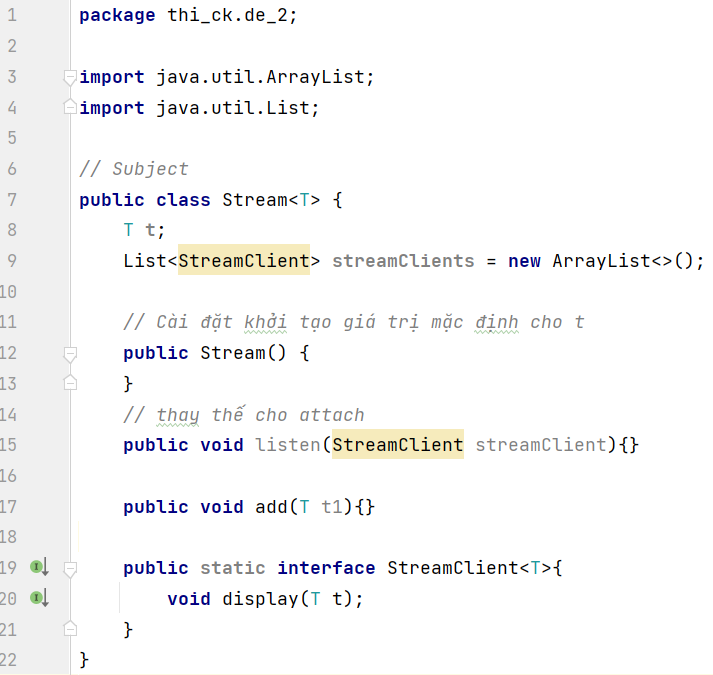 1 package thi_ck.de_2;
2
3 import java.util.ArrayList;
4 import java.util.List;
5
6 // Subject
7 public class Stream<T> {
8     T t;
9     List<StreamClient> streamClients = new ArrayList<>();
10
11     // Cài đặt khởi tạo giá trị mặc định cho t
12     public Stream() {
13     }
14     // thay thế cho attach
15     public void listen(StreamClient streamClient){}
16
17     public void add(T t1){}
18
19     public static interface StreamClient<T>{
20         void display(T t);
21     }
22 }